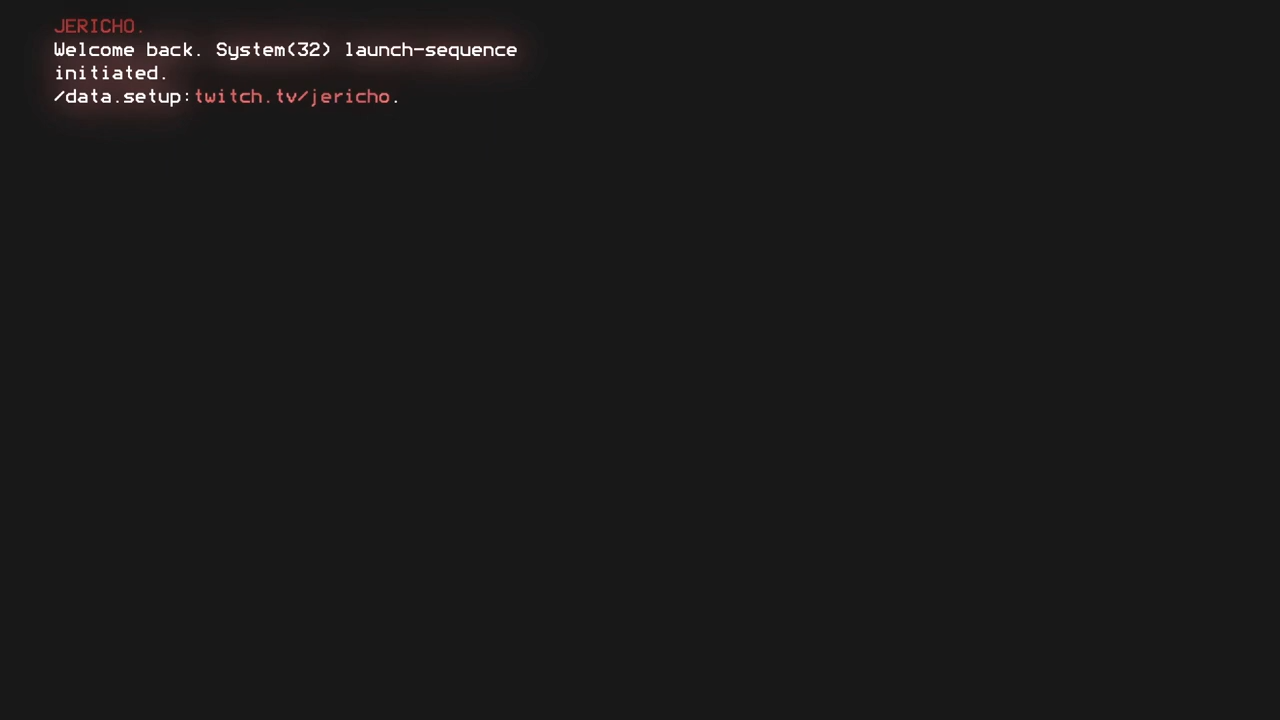 JERICHO.
Welcome back. System(32) launch-sequence
initiated.
/data.setup:twitch.tv/jericho.